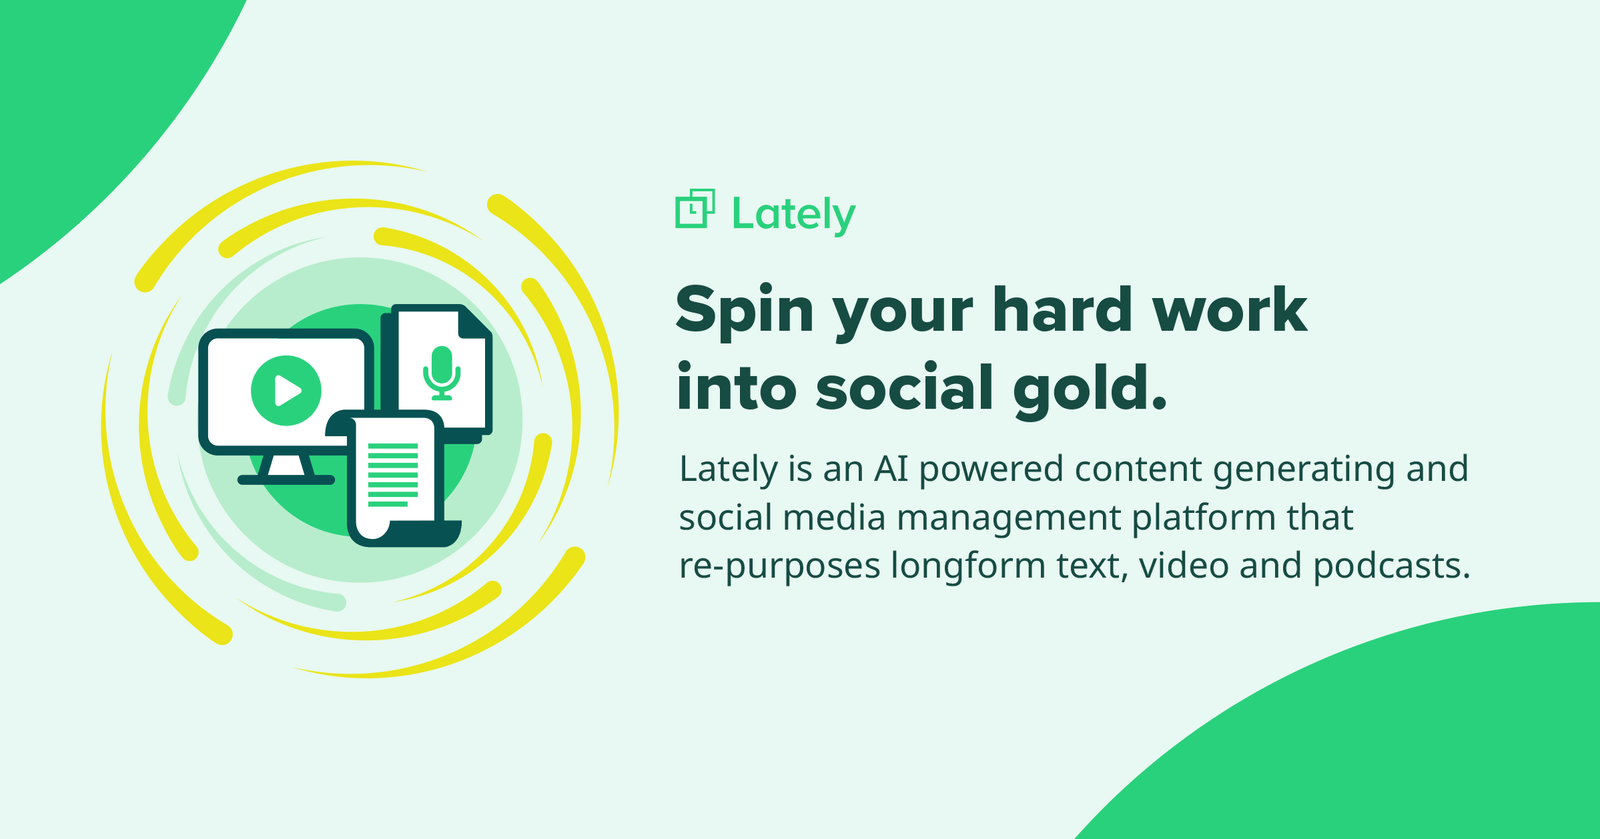 Lately
Spin your hard work
into social gold.
Lately is an AI powered content generating and
social media management platform that
re-purposes longform text, video and podcasts.